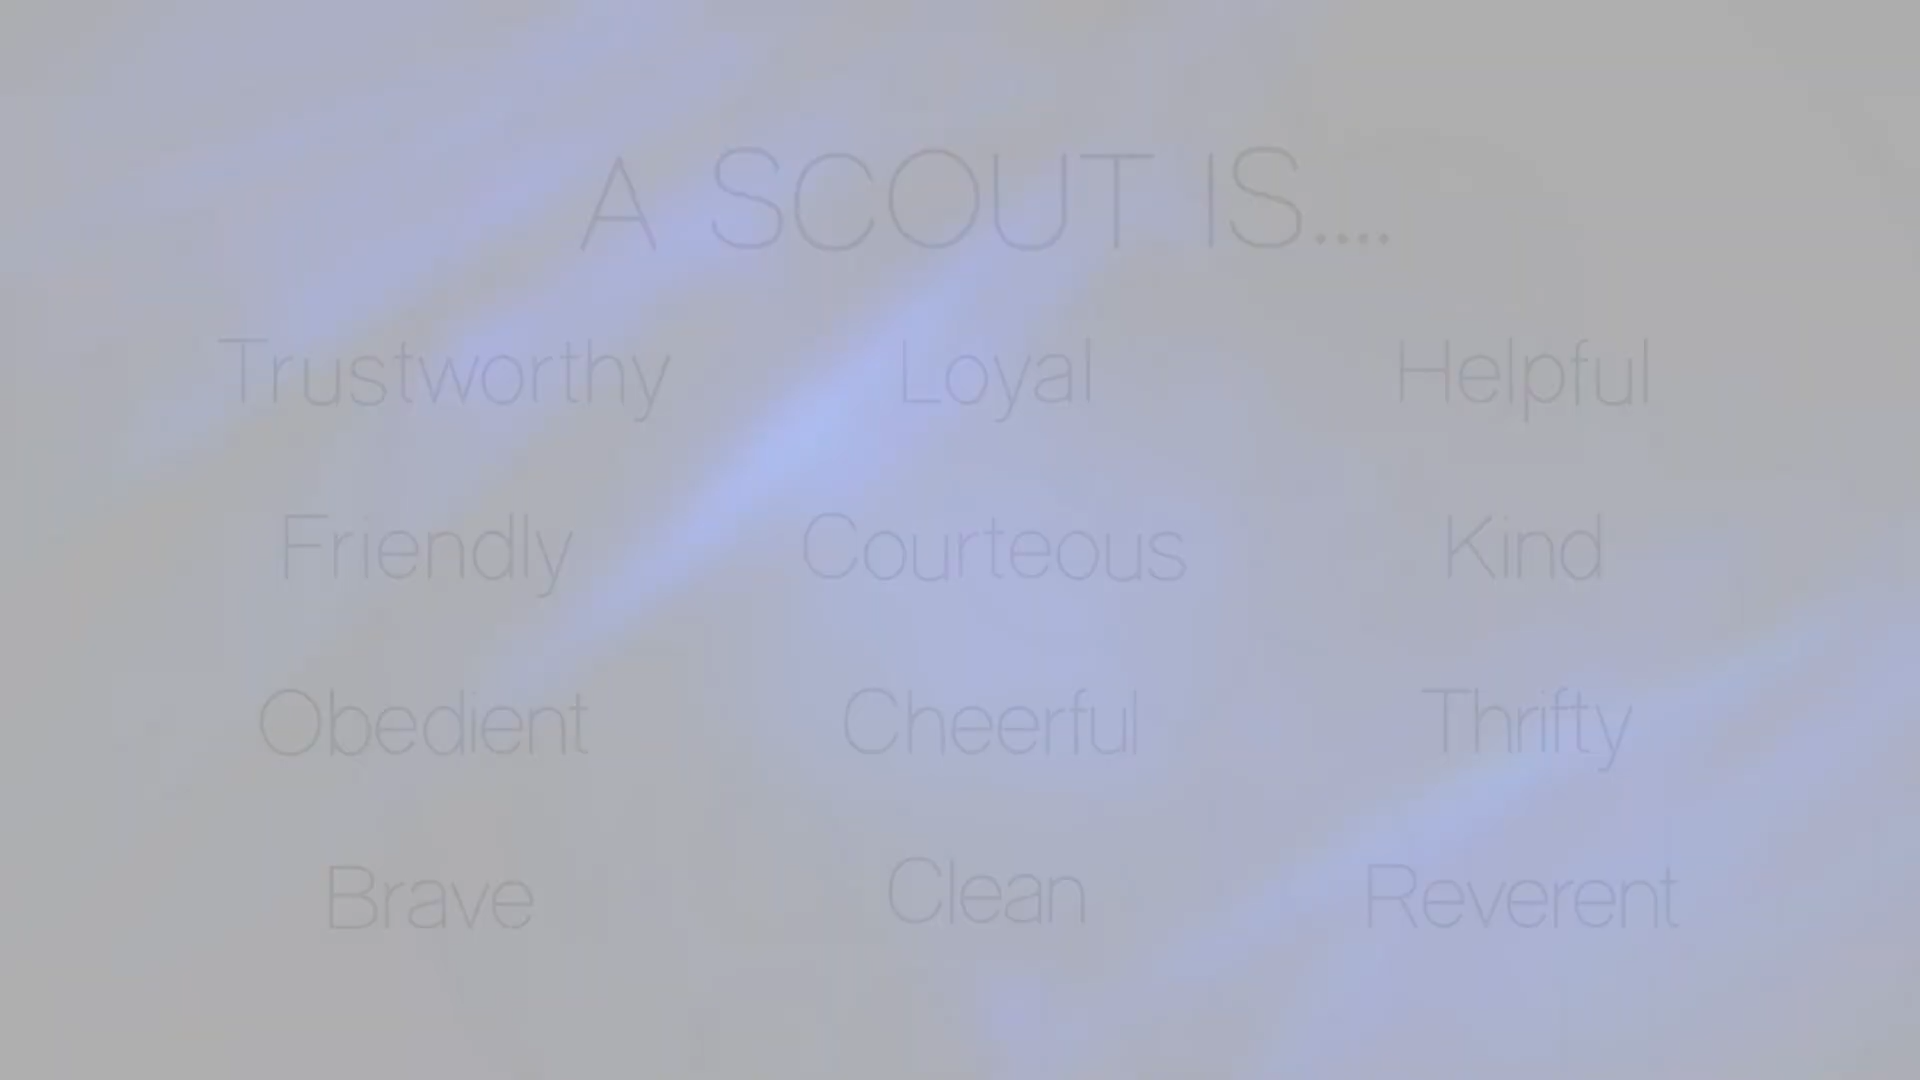 A SCOUT IS....
Trustworthy Loyal Helpful
Friendly Courteous Kind
Obedient Cheerful Thrifty
Brave Clean Reverent